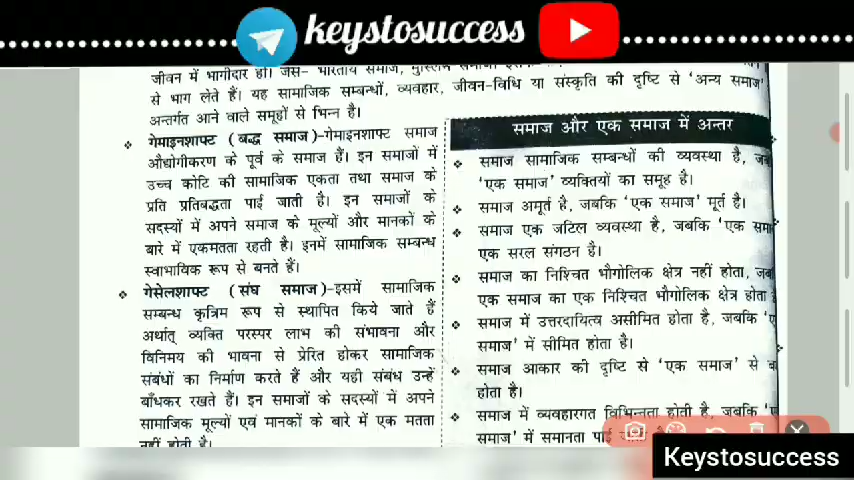 keystosuccess
जीवन में भागीदार हों। जैसे– भारतीय समाज, मुस्लिम
से भाग लेते हैं। यह सामाजिक सम्बन्धों, व्यवहार, जीवन-विधि या संस्कृति की दृष्टि से ‘अन्य समाज’
अन्तर्गत आने वाले समूहों से भिन्न है।
❖ गेमाइनशाफ्ट (बद्ध समाज)–गेमाइनशाफ्ट समाज
औद्योगीकरण के पूर्व के समाज हैं। इन समाजों में
उच्च कोटि की सामाजिक एकता तथा समाज के
प्रति प्रतिबद्धता पाई जाती है। इन समाजों के
सदस्यों में अपने समाज के मूल्यों और मानकों के
बारे में एकमतता रहती है। इनमें सामाजिक सम्बन्ध
स्वाभायिक रूप से बनते हैं।
❖ गेसेलशाफ्ट (संघ समाज)–इसमें सामाजिक
सम्बन्ध कृत्रिम रूप से स्थापित किये जाते हैं
अर्थात् व्यक्ति परस्पर लाभ की संभावना और
विनिमय की भावना से प्रेरित होकर सामाजिक
संबंधों का निर्माण करते हैं और यही संबंध उन्हें
बाँधकर रखते हैं। इन समाजों के सदस्यों में अपने
सामाजिक मूल्यों एवं मानकों के बारे में एक मतता
नहीं होती है।
समाज और एक समाज में अन्तर
❖ समाज सामाजिक सम्बन्धों की व्यवस्था है,
‘एक समाज’ व्यक्तियों का समूह है।
❖ समाज अमूर्त है, जबकि ‘एक समाज’ मूर्त है।
❖ समाज एक जटिल व्यवस्था है, जबकि ‘एक
एक सरल संगठन है।
❖ समाज का निश्चित भौगोलिक क्षेत्र नहीं होता,
एक समाज का एक निश्चित भौगोलिक क्षेत्र होता
❖ समाज में उत्तरदायित्व असीमित होता है, जबकि
समाज’ में सीमित होता है।
❖ समाज आकार की दृष्टि से ‘एक समाज’ से
होता है।
❖ समाज में व्यवहारगत विभिन्नता होती है, जबकि
समाज’ में समानता
Keystosuccess